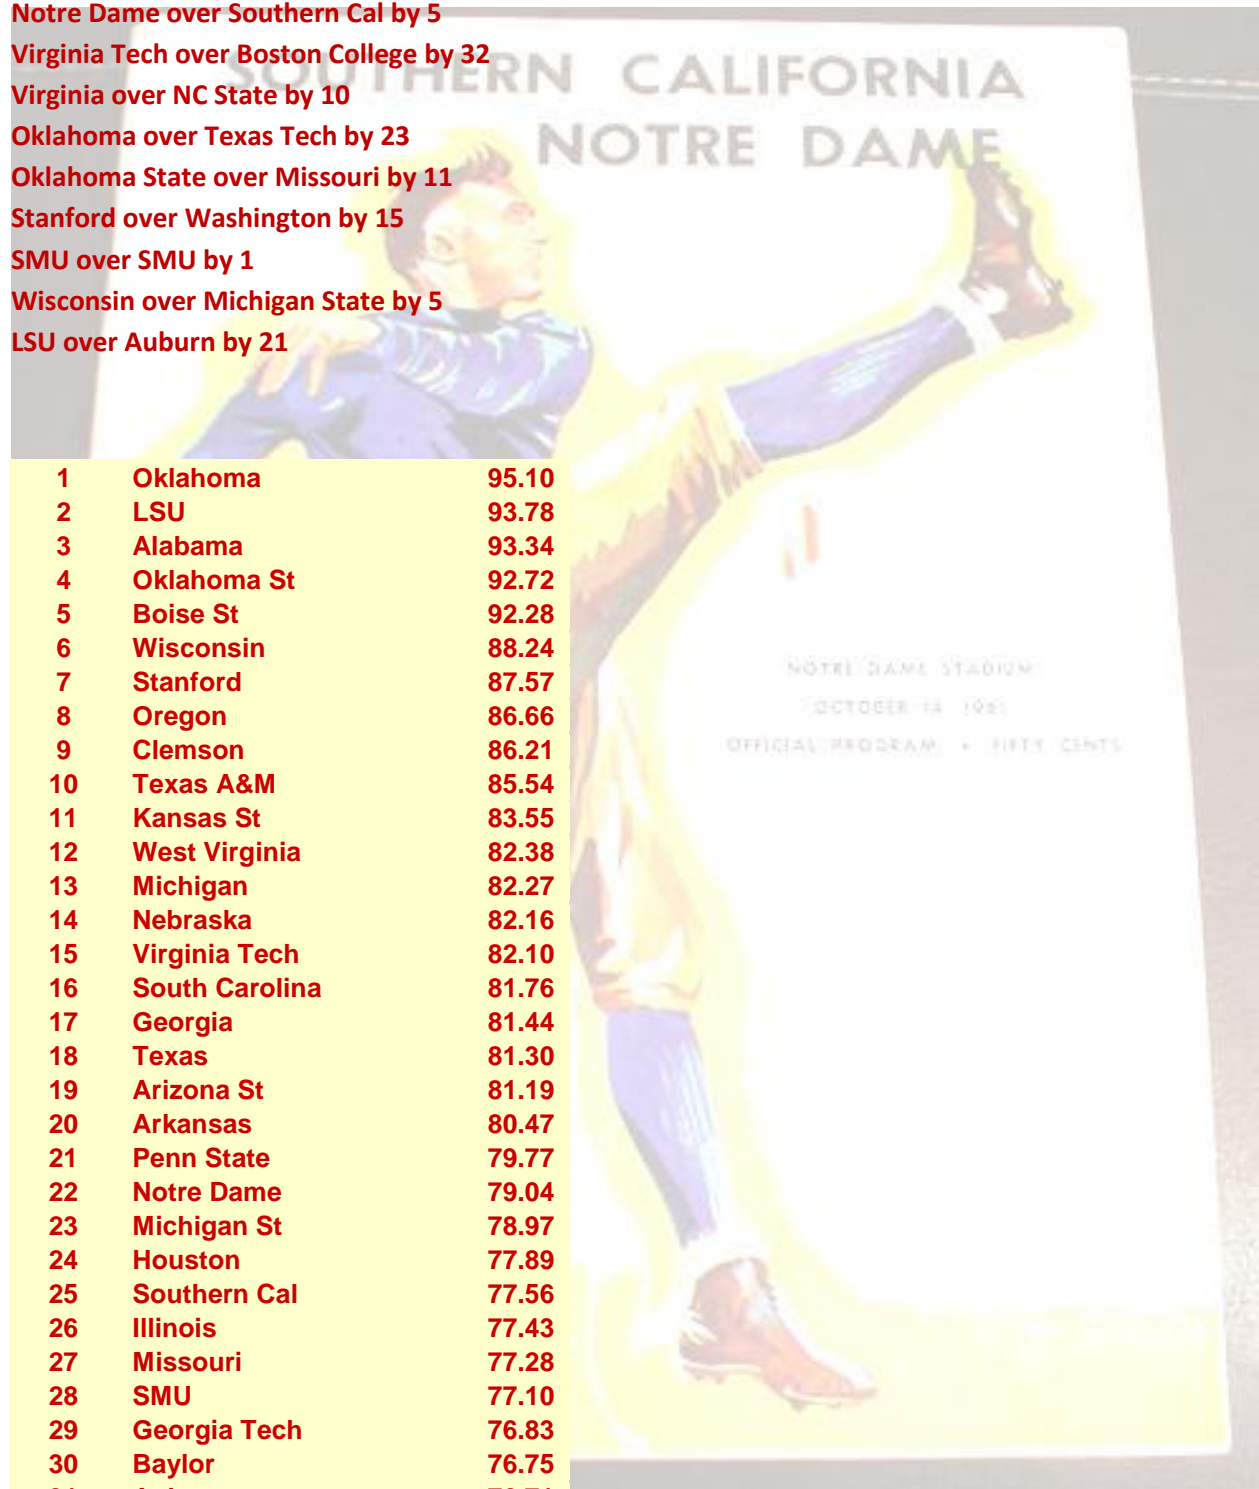 Notre Dame over Southern Cal by 5
Virginia Tech over Boston College by 32
Virginia over NC State by 10
Oklahoma over Texas Tech by 23
Oklahoma State over Missouri by 11
Stanford over Washington by 15
SMU over SMU by 1
Wisconsin over Michigan State by 5
LSU over Auburn by 21
SOUTHERN CALIFORNIA
NOTRE DAME
1 Oklahoma 95.10
2 LSU 93.78
3 Alabama 93.34
4 Oklahoma St 92.72
5 Boise St 92.28
6 Wisconsin 88.24
7 Stanford 87.57
8 Oregon 86.66
9 Clemson 86.21
10 Texas A&M 85.54
11 Kansas St 83.55
12 West Virginia 82.38
13 Michigan 82.27
14 Nebraska 82.16
15 Virginia Tech 82.10
16 South Carolina 81.76
17 Georgia 81.44
18 Texas 81.30
19 Arizona St 81.19
20 Arkansas 80.47
21 Penn State 79.77
22 Notre Dame 79.04
23 Michigan St 78.97
24 Houston 77.89
25 Southern Cal 77.56
26 Illinois 77.43
27 Missouri 77.28
28 SMU 77.10
29 Georgia Tech 76.83
30 Baylor 76.75
NOTRE DAME STADIUM
OCTOBER 14
OFFICIAL PROGRAM • FIFTY CENTS